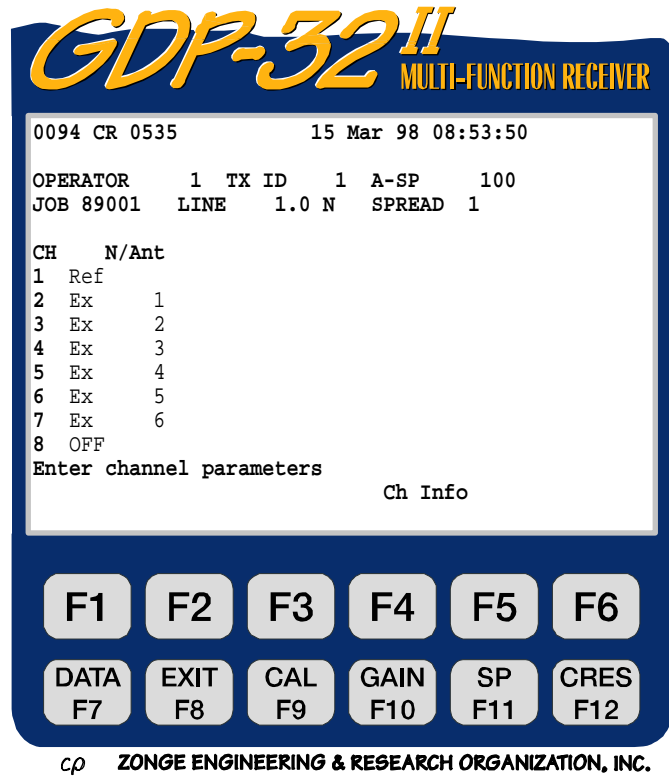 GDP-32 II
MULTI-FUNCTION RECEIVER
0094 CR 0535 15 Mar 98 08:53:50
OPERATOR 1 TX ID 1 A-SP 100
JOB 89001 LINE 1.0 N SPREAD 1
CH N/Ant
1 Ref
2 Ex 1
3 Ex 2
4 Ex 3
5 Ex 4
6 Ex 5
7 Ex 6
8 OFF
Enter channel parameters
Ch Info
F1 F2 F3 F4 F5 F6
DATA EXIT CAL GAIN SP CRES
F7 F8 F9 F10 F11 F12
cρ ZONGE ENGINEERING & RESEARCH ORGANIZATION, INC.